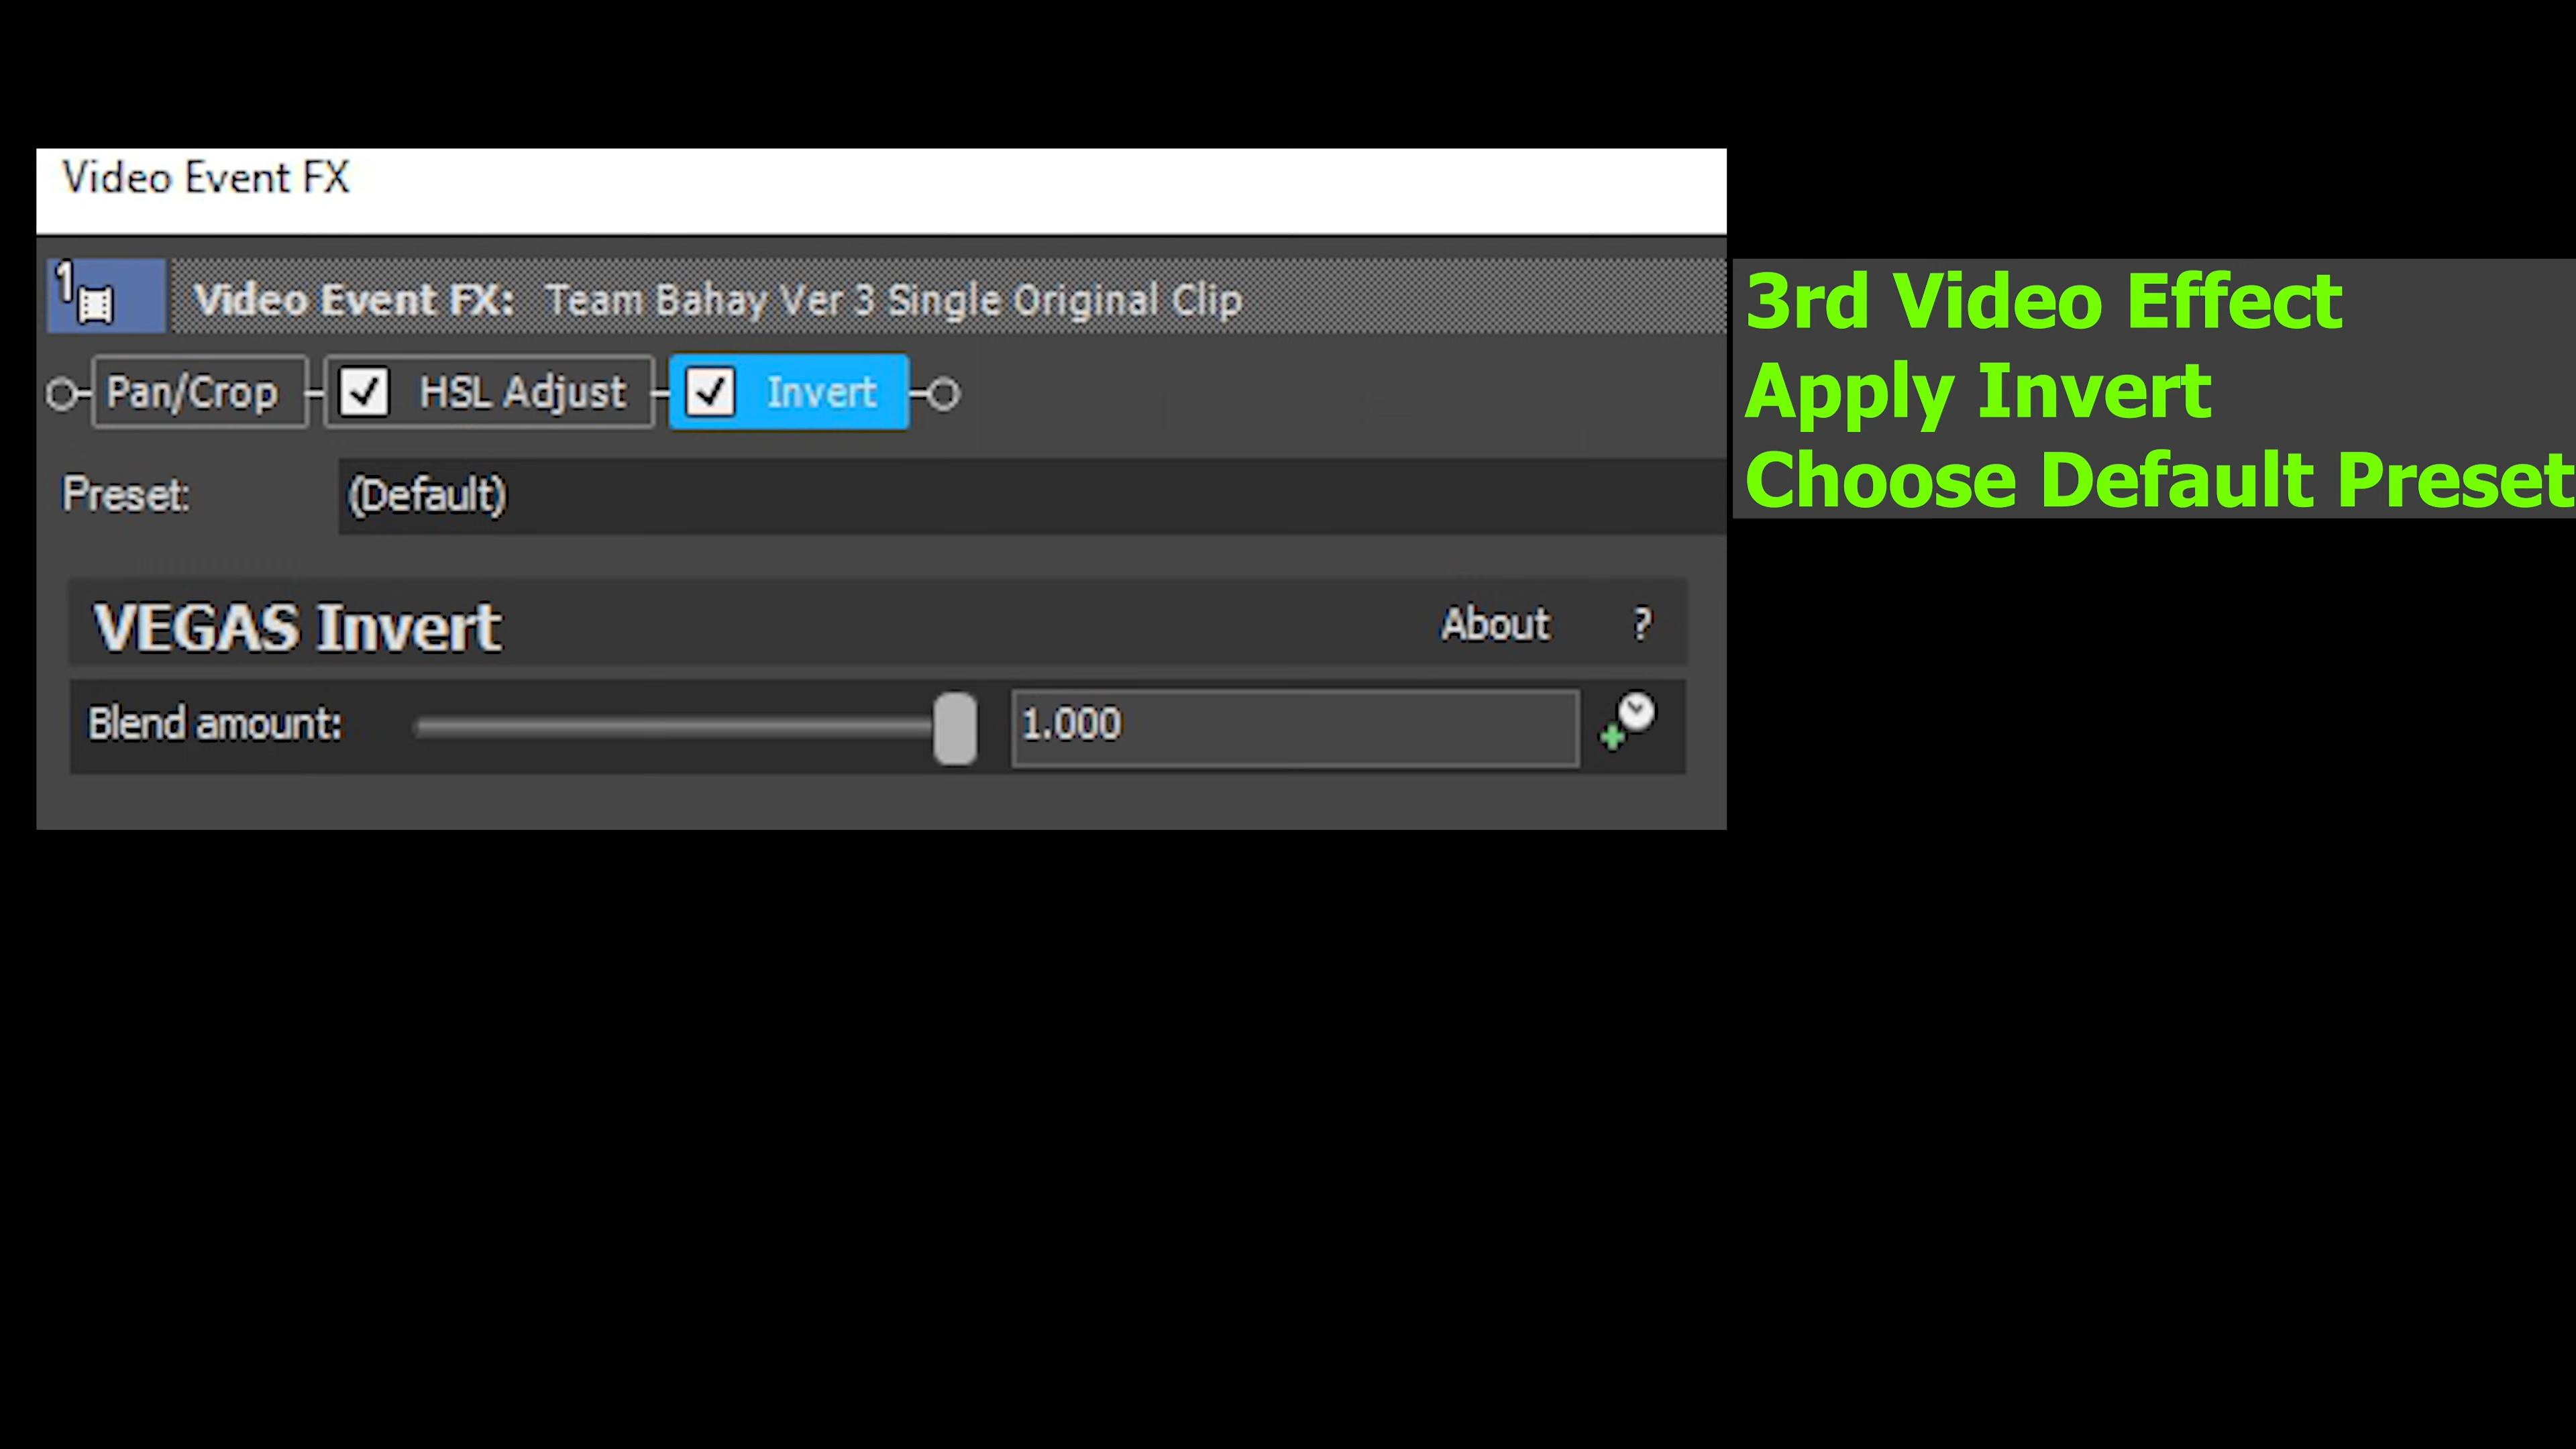 Video Event FX
1
Video Event FX: Team Bahay Ver 3 Single Original Clip
Pan/Crop HSL Adjust Invert
Preset: (Default)
VEGAS Invert About ?
Blend amount: 1.000
3rd Video Effect
Apply Invert
Choose Default Preset